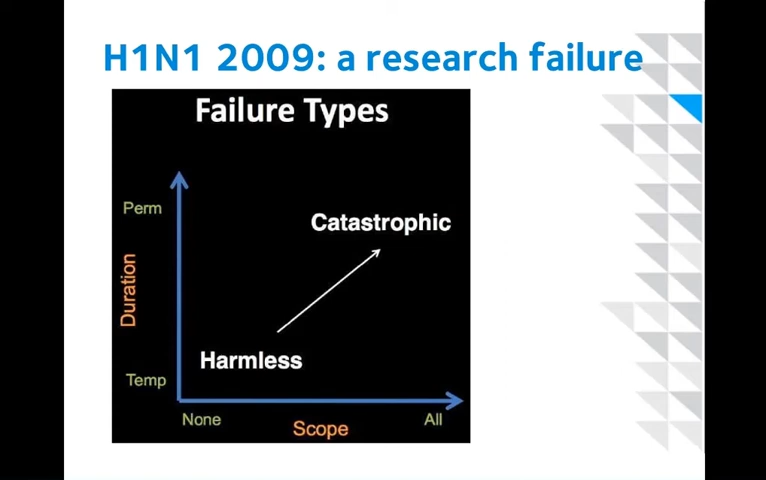 H1N1 2009: a research failure
Failure Types
Perm
Catastrophic
Duration
Harmless
Temp
None
Scope
All